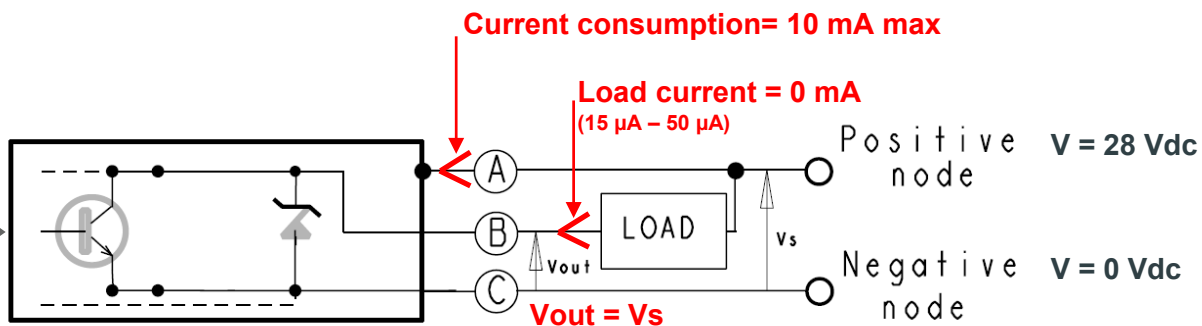 Current consumption= 10 mA max
Load current = 0 mA
(15 µA – 50 µA)
Positive node V = 28 Vdc
A
B
LOAD
Vs
Vout
C
Negative node V = 0 Vdc
Vout = Vs